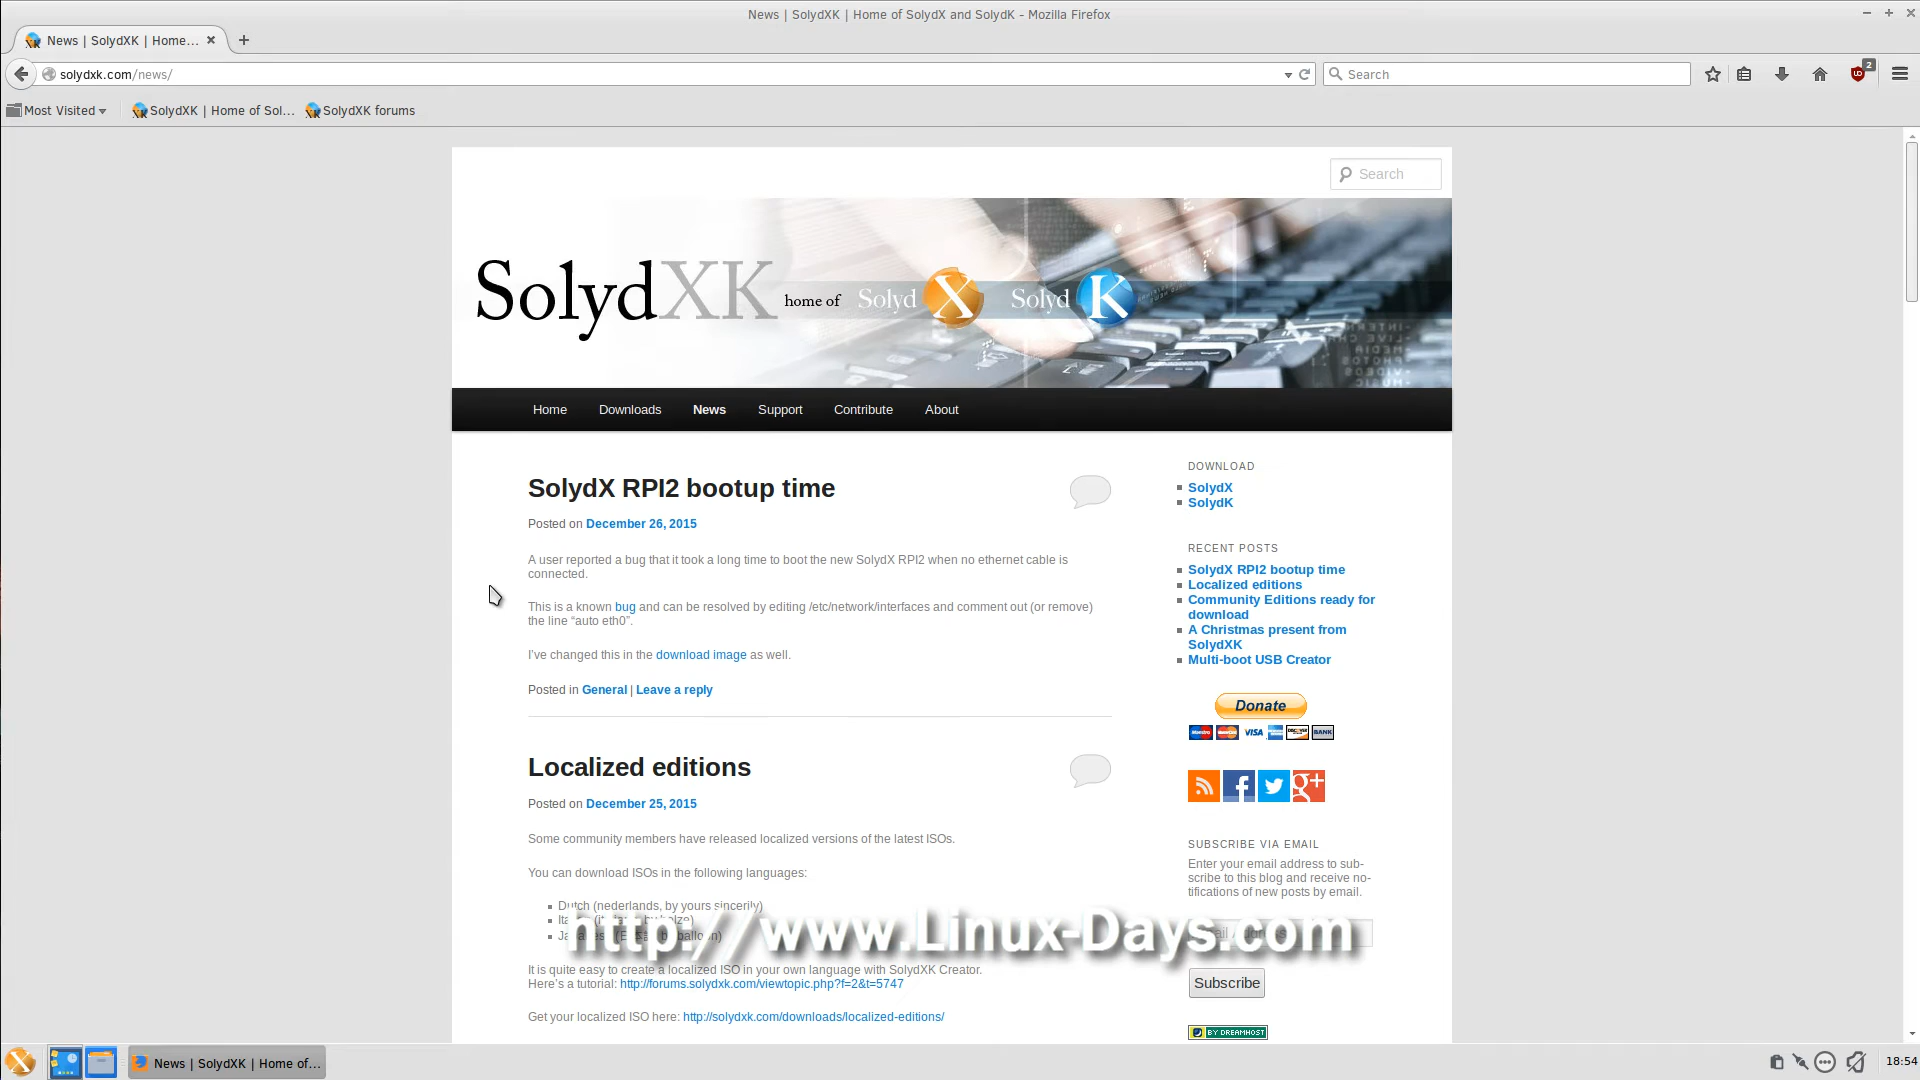 News | SolydXK | Home of SolydX and SolydK - Mozilla Firefox
News | SolydXK | Home...
solydxk.com/news/
Search
2
Most Visited
SolydXK | Home of Sol...
SolydXK forums
Search
SolydXK home of Solyd X Solyd K
Home Downloads News Support Contribute About
SolydX RPI2 bootup time
Posted on December 26, 2015
A user reported a bug that it took a long time to boot the new SolydX RPI2 when no ethernet cable is
connected.
This is a known bug and can be resolved by editing /etc/network/interfaces and comment out (or remove)
the line “auto eth0”.
I’ve changed this in the download image as well.
Posted in General | Leave a reply
Localized editions
Posted on December 25, 2015
Some community members have released localized versions of the latest ISOs.
You can download ISOs in the following languages:
Dutch (nederlands, by yours sincerily)
http://www.Linux-Days.com
It is quite easy to create a localized ISO in your own language with SolydXK Creator.
Here’s a tutorial: http://forums.solydxk.com/viewtopic.php?f=2&t=5747
Get your localized ISO here: http://solydxk.com/downloads/localized-editions/
DOWNLOAD
SolydX
SolydK
RECENT POSTS
SolydX RPI2 bootup time
Localized editions
Community Editions ready for
download
A Christmas present from
SolydXK
Multi-boot USB Creator
Donate
VISA
BANK
SUBSCRIBE VIA EMAIL
Enter your email address to sub-
scribe to this blog and receive no-
tifications of new posts by email.
Subscribe
BY DREAMHOST
News | SolydXK | Home of...
18:54